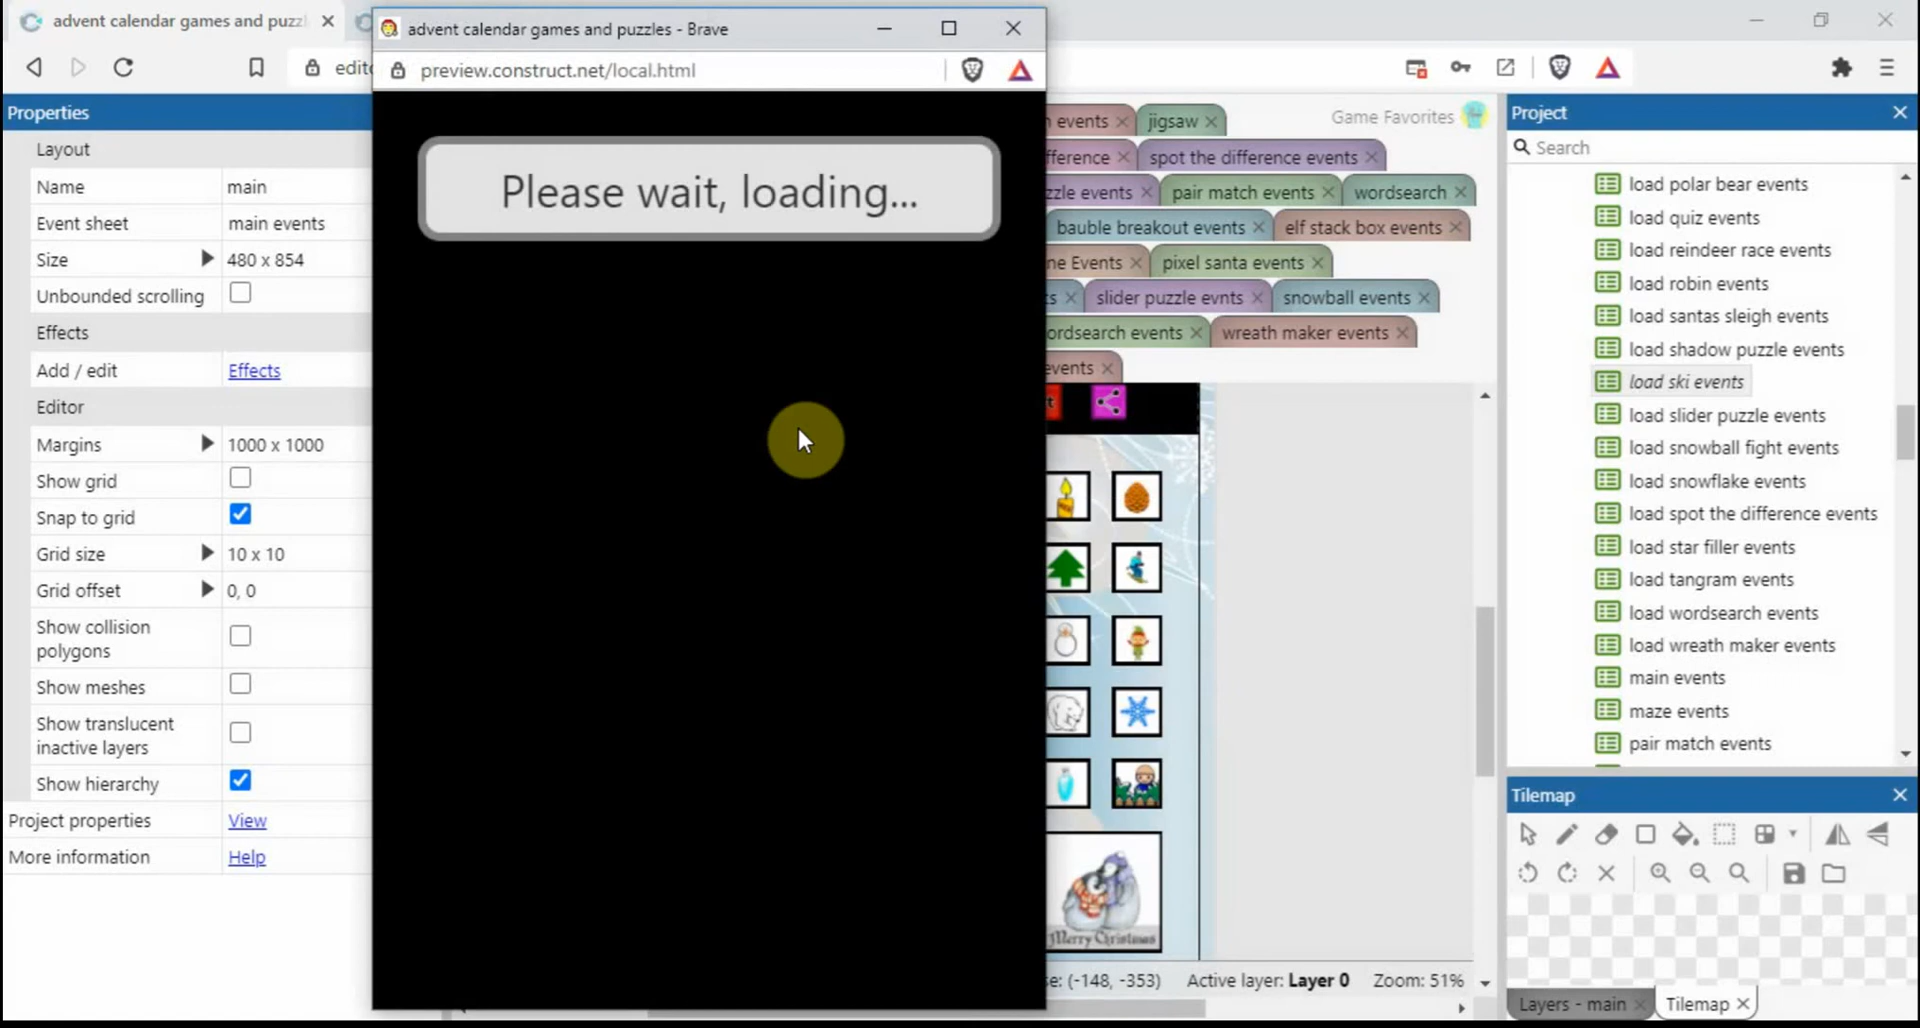 advent calendar games and puzzl
advent calendar games and puzzles - Brave
preview.construct.net/local.html
Please wait, loading...
Properties
Layout
Name main
Event sheet main events
Size 480 x 854
Unbounded scrolling
Effects
Add / edit Effects
Editor
Margins 1000 x 1000
Show grid
Snap to grid
Grid size 10 x 10
Grid offset 0, 0
Show collision
polygons
Show meshes
Show translucent
inactive layers
Show hierarchy
Project properties View
More information Help
events jigsaw
Game Favorites
fference spot the difference events
zzle events pair match events wordsearch
bauble breakout events elf stack box events
ne Events pixel santa events
ts slider puzzle evnts snowball events
ordsearch events wreath maker events
events
Merry Christmas
se: (-148, -353) Active layer: Layer 0 Zoom: 51%
Project
Search
load polar bear events
load quiz events
load reindeer race events
load robin events
load santas sleigh events
load shadow puzzle events
load ski events
load slider puzzle events
load snowball fight events
load snowflake events
load spot the difference events
load star filler events
load tangram events
load wordsearch events
load wreath maker events
main events
maze events
pair match events
Tilemap
Layers - main Tilemap